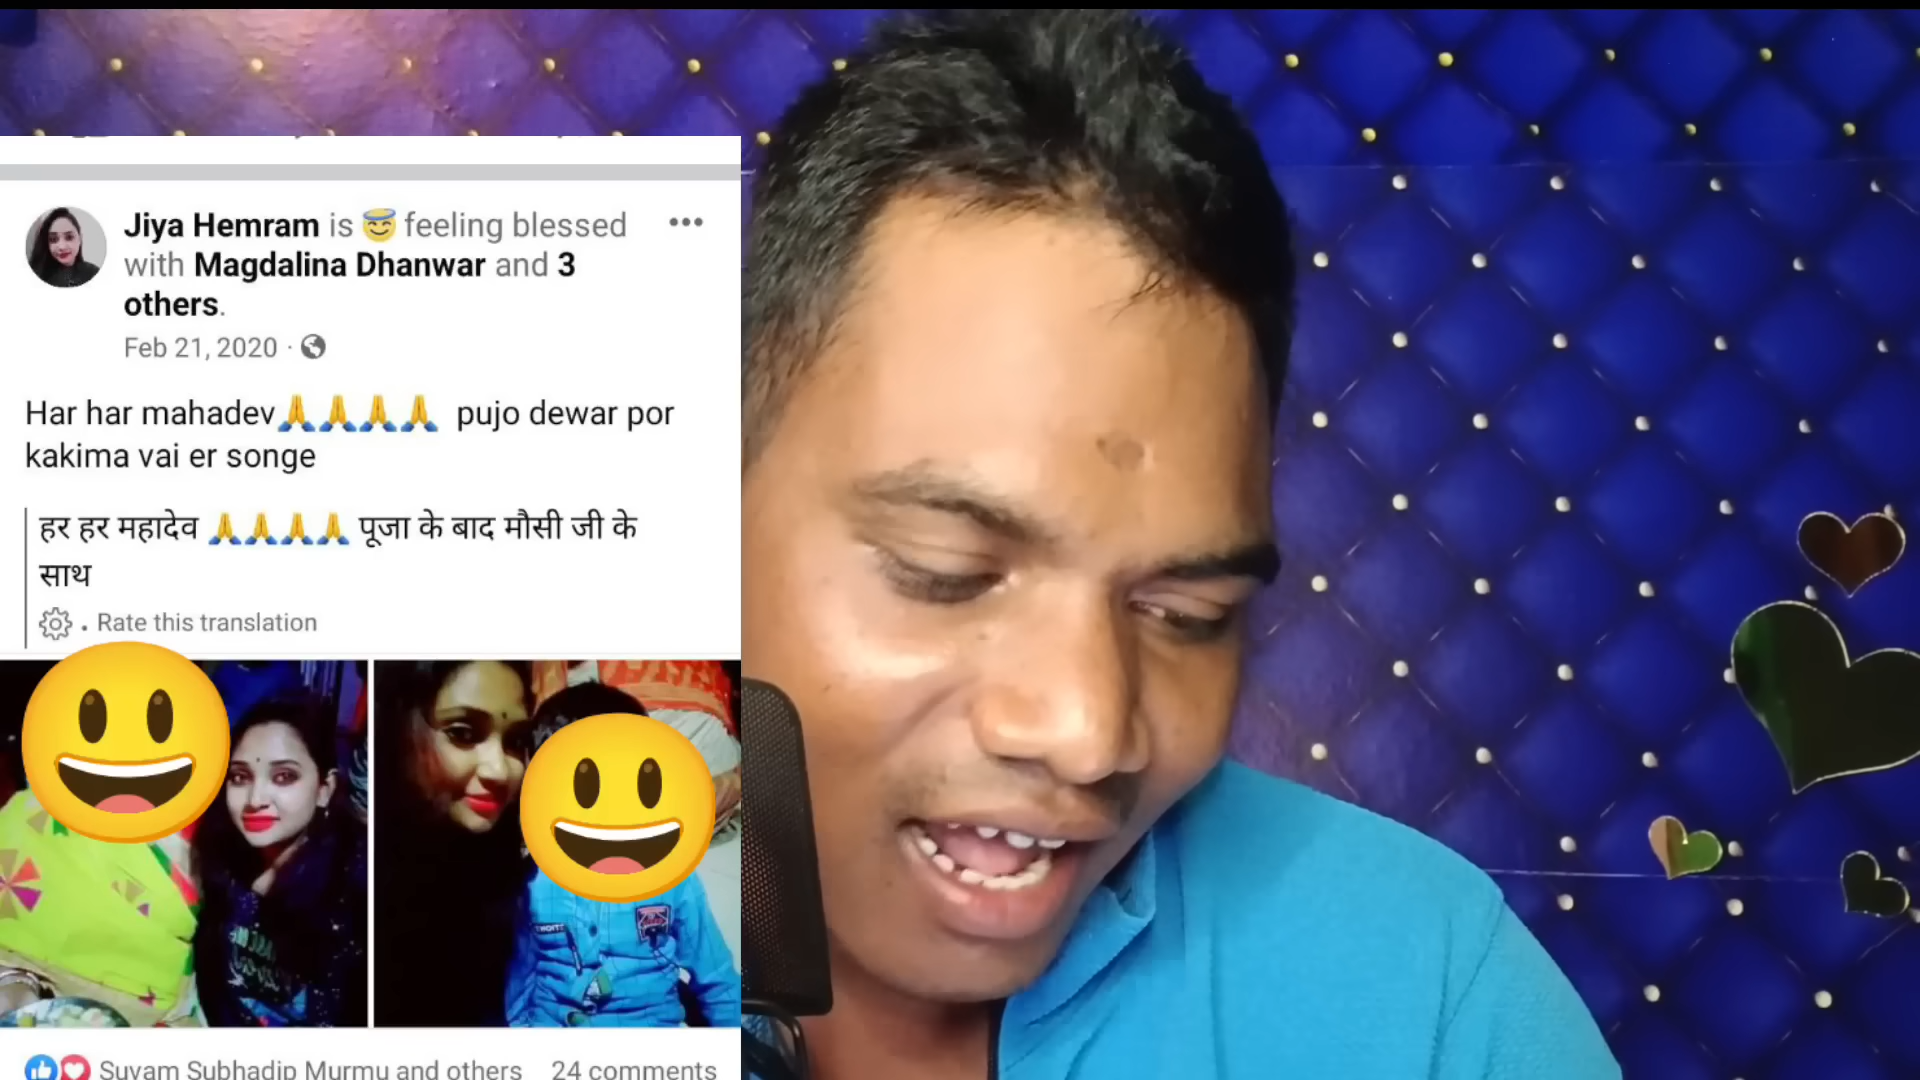 Jiya Hemram is 😇 feeling blessed
with Magdalina Dhanwar and 3
others.
Feb 21, 2020 ·
Har har mahadev🙏🙏🙏🙏 pujo dewar por
kakima vai er songe
हर हर महादेव 🙏🙏🙏🙏 पूजा के बाद मौसी जी के
साथ
. Rate this translation
Suvam Subhadip Murmu and others 24 comments